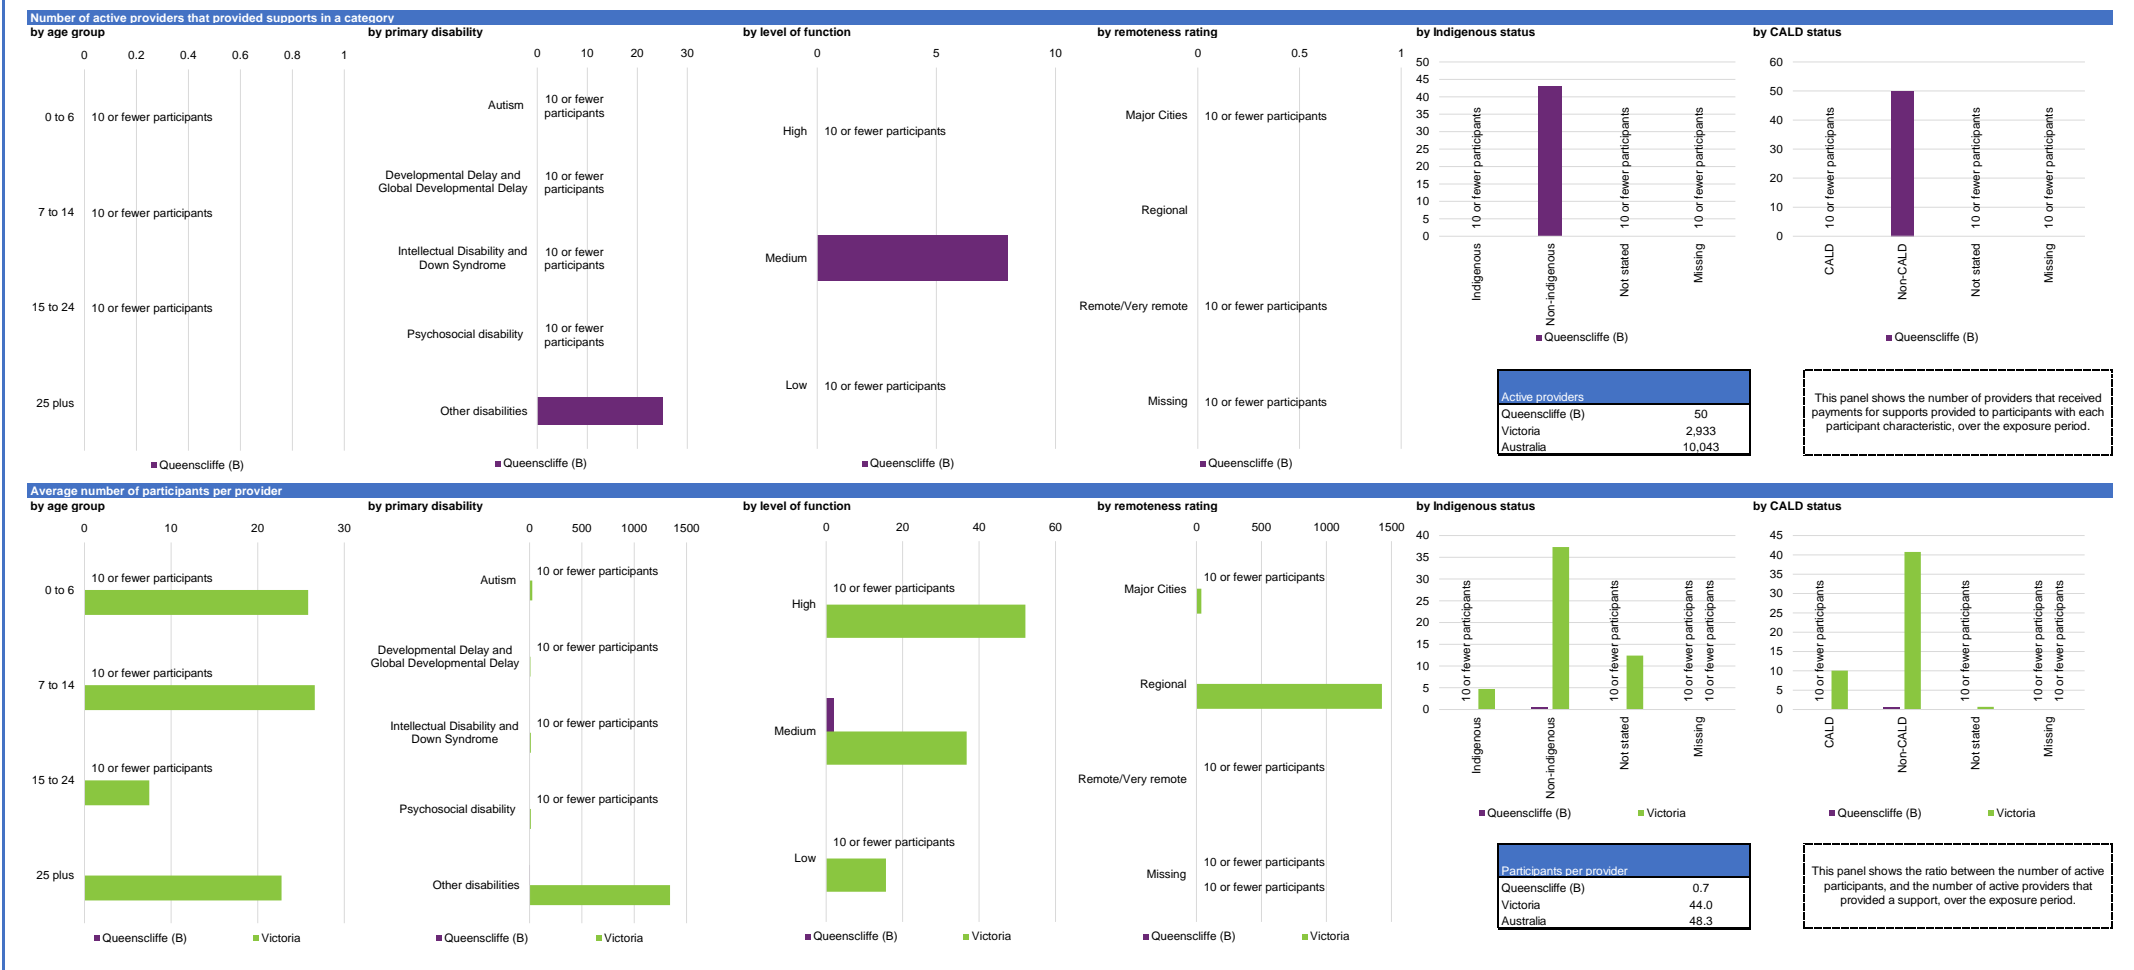 Number of active providers that provided supports in a category
by age group
0 0.2 0.4 0.6 0.8 1
0 to 6
10 or fewer participants
7 to 14
10 or fewer participants
15 to 24
10 or fewer participants
25 plus
Queenscliffe (B)
by primary disability
0 10 20 30
Autism
10 or fewer
participants
Developmental Delay and
Global Developmental Delay
10 or fewer
participants
Intellectual Disability and
Down Syndrome
10 or fewer
participants
Psychosocial disability
10 or fewer
participants
Other disabilities
Queenscliffe (B)
by level of function
0 5 10
High
10 or fewer participants
Medium
Low
10 or fewer participants
Queenscliffe (B)
by remoteness rating
0 0.5 1
Major Cities
10 or fewer participants
Regional
Remote/Very remote
10 or fewer participants
Missing
10 or fewer participants
Queenscliffe (B)
by Indigenous status
50
45
40
35
30
25
20
15
10
5
0
10 or fewer participants
10 or fewer participants
10 or fewer participants
Indigenous
Non-indigenous
Not stated
Missing
Queenscliffe (B)
by CALD status
60
50
40
30
20
10
0
10 or fewer participants
10 or fewer participants
10 or fewer participants
CALD
Non-CALD
Not stated
Missing
Queenscliffe (B)
Active providers
Queenscliffe (B) 50
Victoria 2,933
Australia 10,043
This panel shows the number of providers that received
payments for supports provided to participants with each
participant characteristic, over the exposure period.
Average number of participants per provider
by age group
0 10 20 30
0 to 6
10 or fewer participants
7 to 14
10 or fewer participants
15 to 24
10 or fewer participants
25 plus
Queenscliffe (B) Victoria
by primary disability
0 500 1000 1500
Autism
10 or fewer participants
Developmental Delay and
Global Developmental Delay
10 or fewer participants
Intellectual Disability and
Down Syndrome
10 or fewer participants
Psychosocial disability
10 or fewer participants
Other disabilities
Queenscliffe (B) Victoria
by level of function
0 20 40 60
High
10 or fewer participants
Medium
Low
10 or fewer participants
Queenscliffe (B) Victoria
by remoteness rating
0 500 1000 1500
Major Cities
10 or fewer participants
Regional
Remote/Very remote
10 or fewer participants
Missing
10 or fewer participants
10 or fewer participants
Queenscliffe (B) Victoria
by Indigenous status
40
35
30
25
20
15
10
5
0
10 or fewer participants
10 or fewer participants
10 or fewer participants
10 or fewer participants
Indigenous
Non-indigenous
Not stated
Missing
Queenscliffe (B) Victoria
by CALD status
45
40
35
30
25
20
15
10
5
0
10 or fewer participants
10 or fewer participants
10 or fewer participants
10 or fewer participants
CALD
Non-CALD
Not stated
Missing
Queenscliffe (B) Victoria
Participants per provider
Queenscliffe (B) 0.7
Victoria 44.0
Australia 48.3
This panel shows the ratio between the number of active
participants, and the number of active providers that
provided a support, over the exposure period.